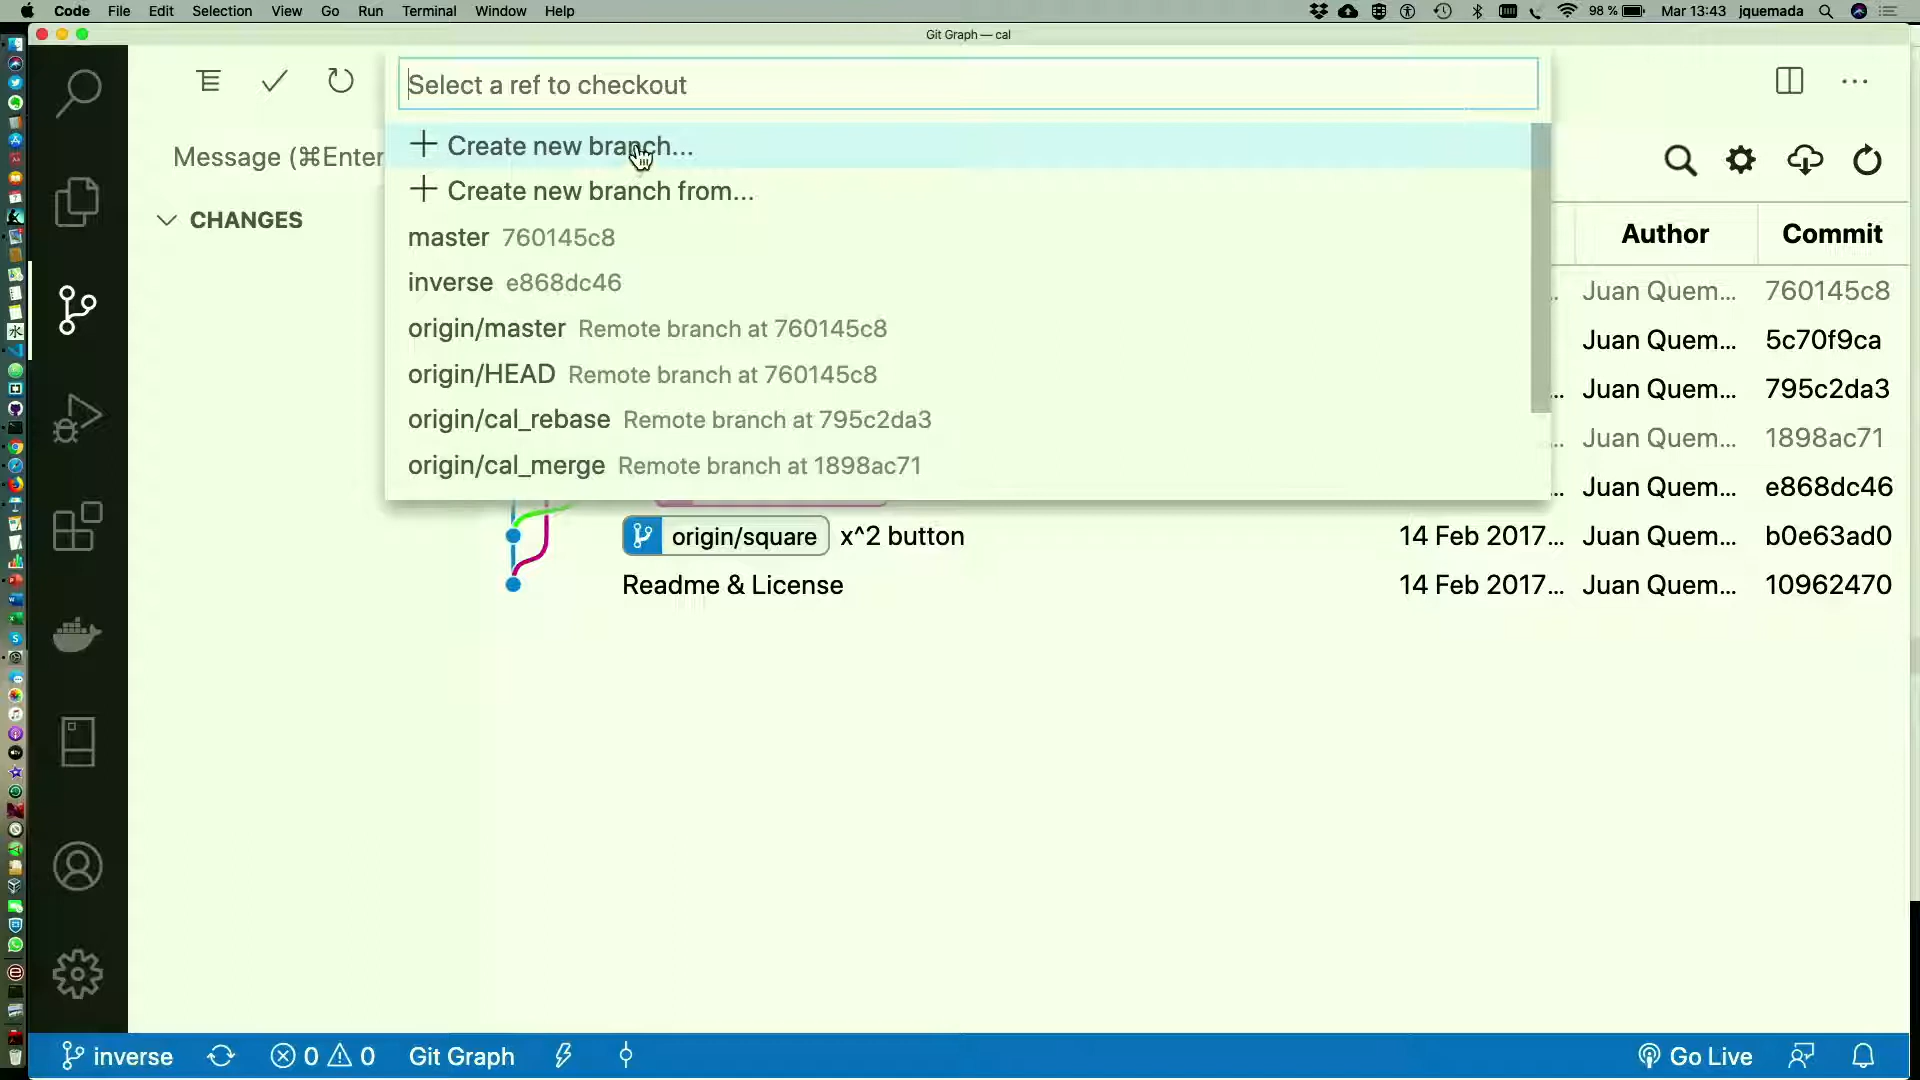 Code File Edit Selection View Go Run Terminal Window Help 98 % Mar 13:43 jquemada
Git Graph — cal
Select a ref to checkout
Message (⌘Enter
+ Create new branch...
+ Create new branch from...
CHANGES
master 760145c8
inverse e868dc46
origin/master Remote branch at 760145c8
origin/HEAD Remote branch at 760145c8
origin/cal_rebase Remote branch at 795c2da3
origin/cal_merge Remote branch at 1898ac71
Author Commit
Juan Quem... 760145c8
Juan Quem... 5c70f9ca
Juan Quem... 795c2da3
Juan Quem... 1898ac71
Juan Quem... e868dc46
origin/square x^2 button 14 Feb 2017... Juan Quem... b0e63ad0
Readme & License 14 Feb 2017... Juan Quem... 10962470
inverse 0 0 Git Graph Go Live